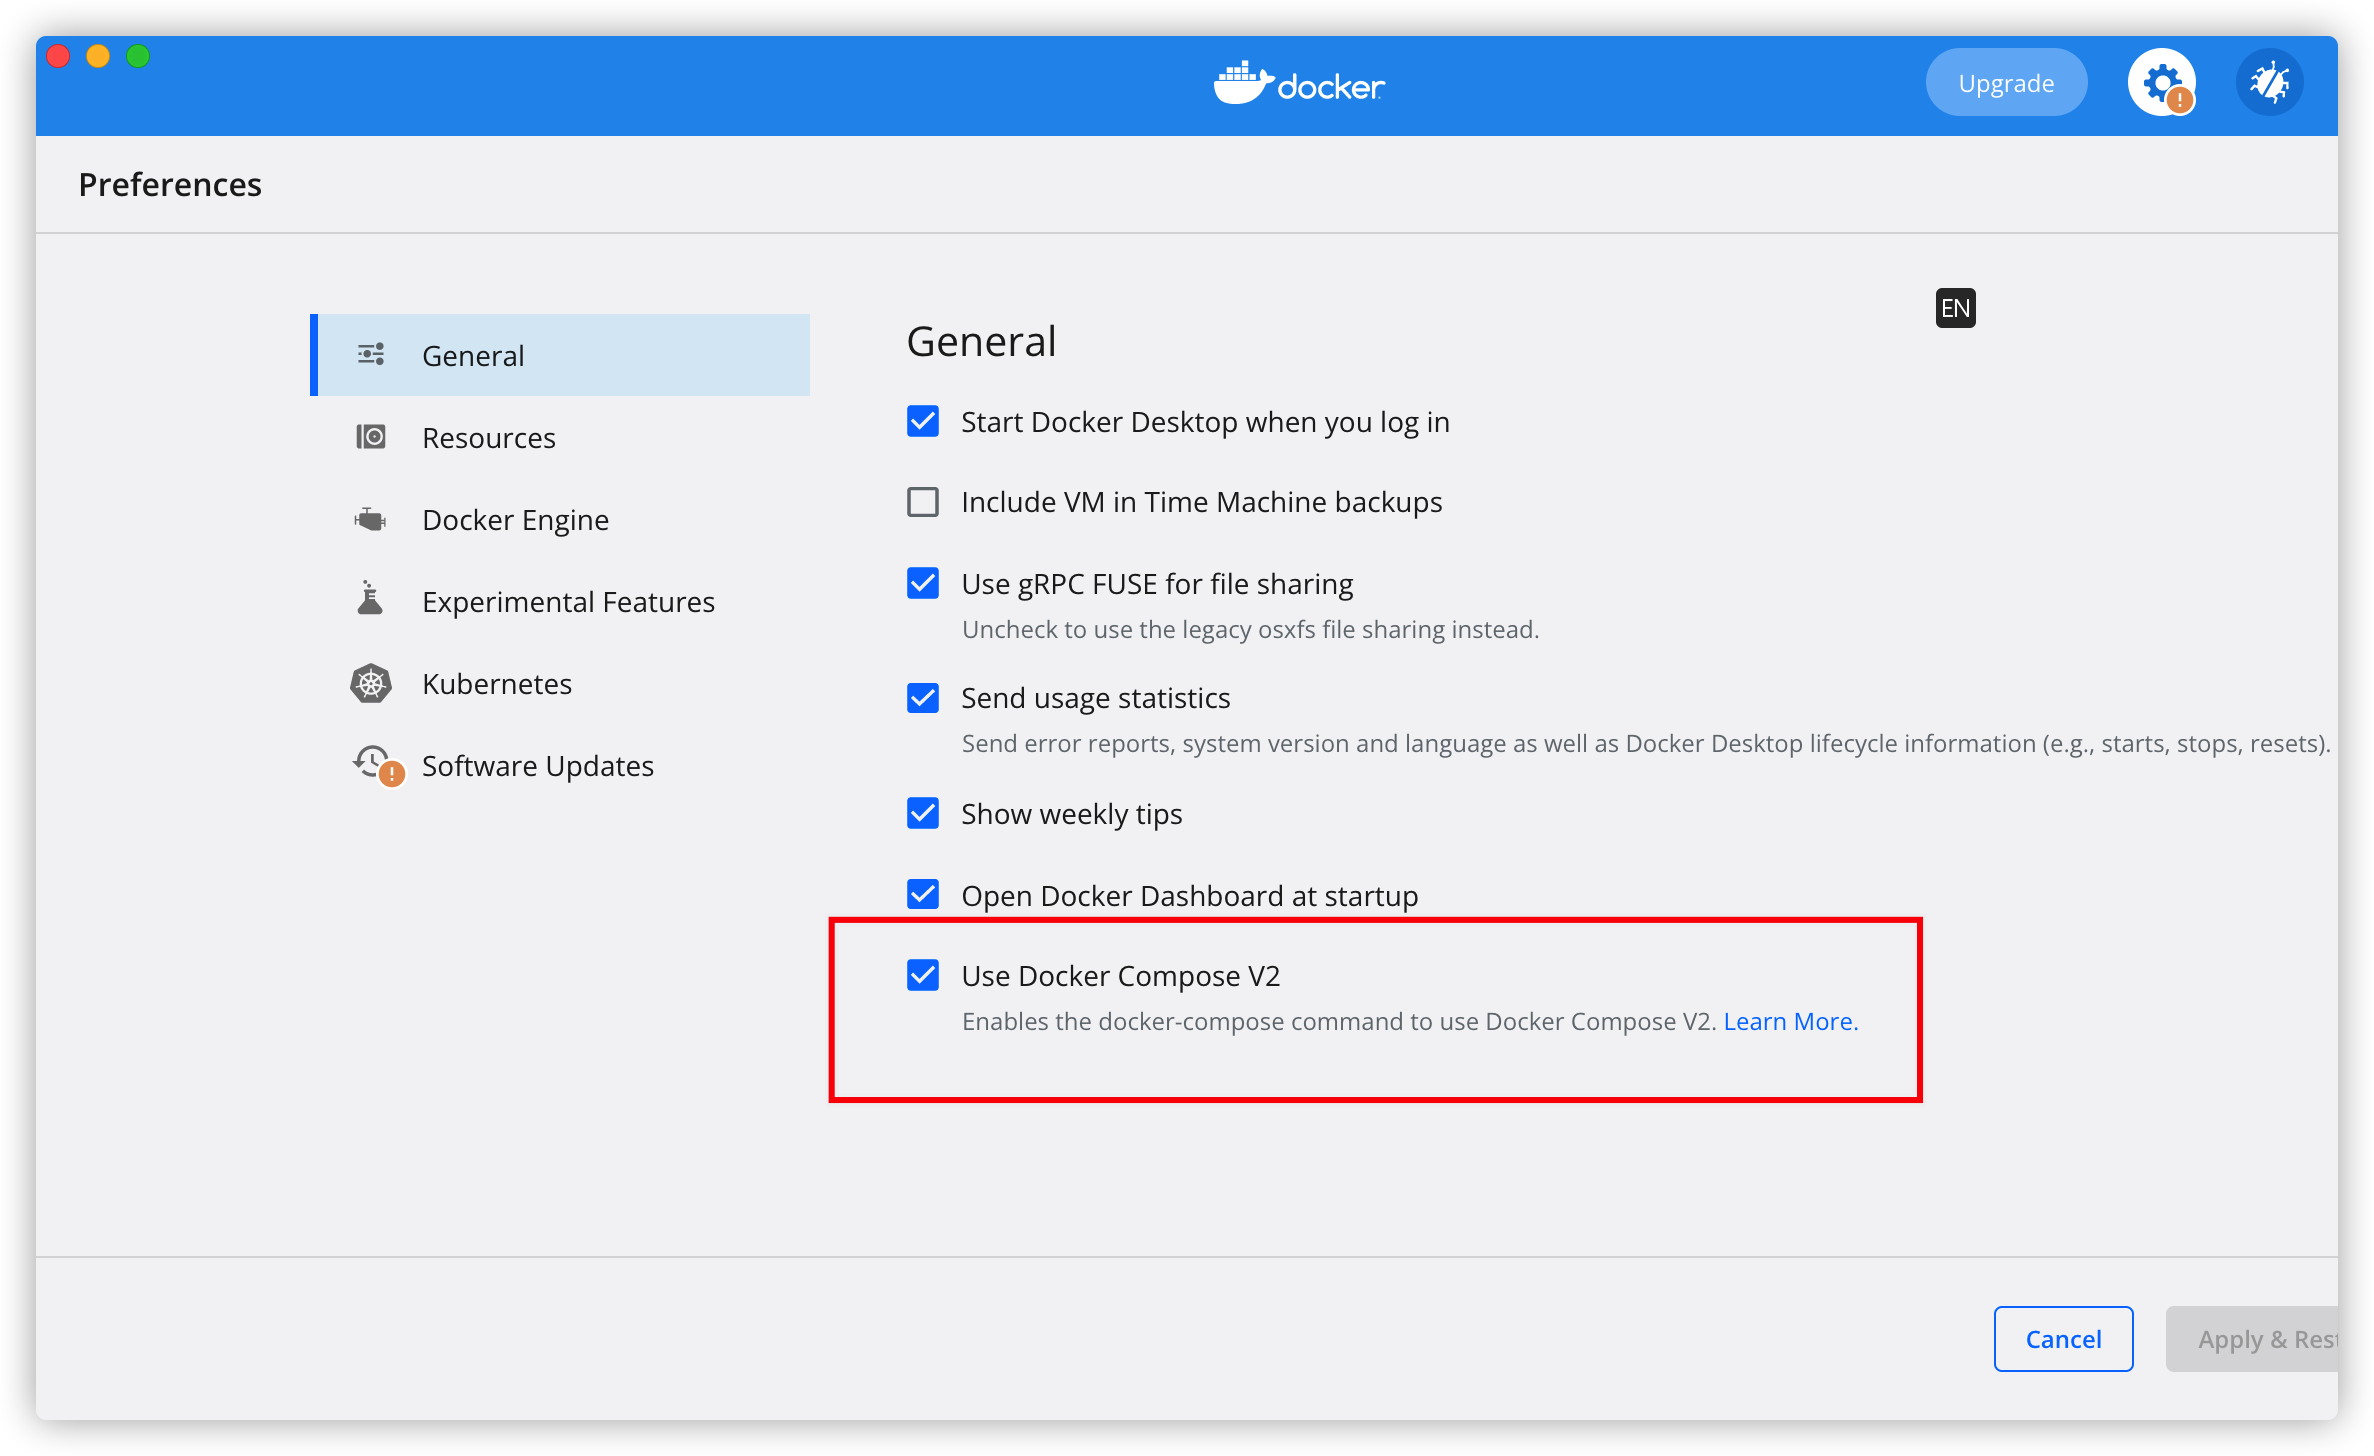 docker
Upgrade
Preferences
EN
General
Resources
Docker Engine
Experimental Features
Kubernetes
Software Updates
General
Start Docker Desktop when you log in
Include VM in Time Machine backups
Use gRPC FUSE for file sharing
Uncheck to use the legacy osxfs file sharing instead.
Send usage statistics
Send error reports, system version and language as well as Docker Desktop lifecycle information (e.g., starts, stops, resets).
Show weekly tips
Open Docker Dashboard at startup
Use Docker Compose V2
Enables the docker-compose command to use Docker Compose V2. Learn More.
Cancel
Apply & Rest